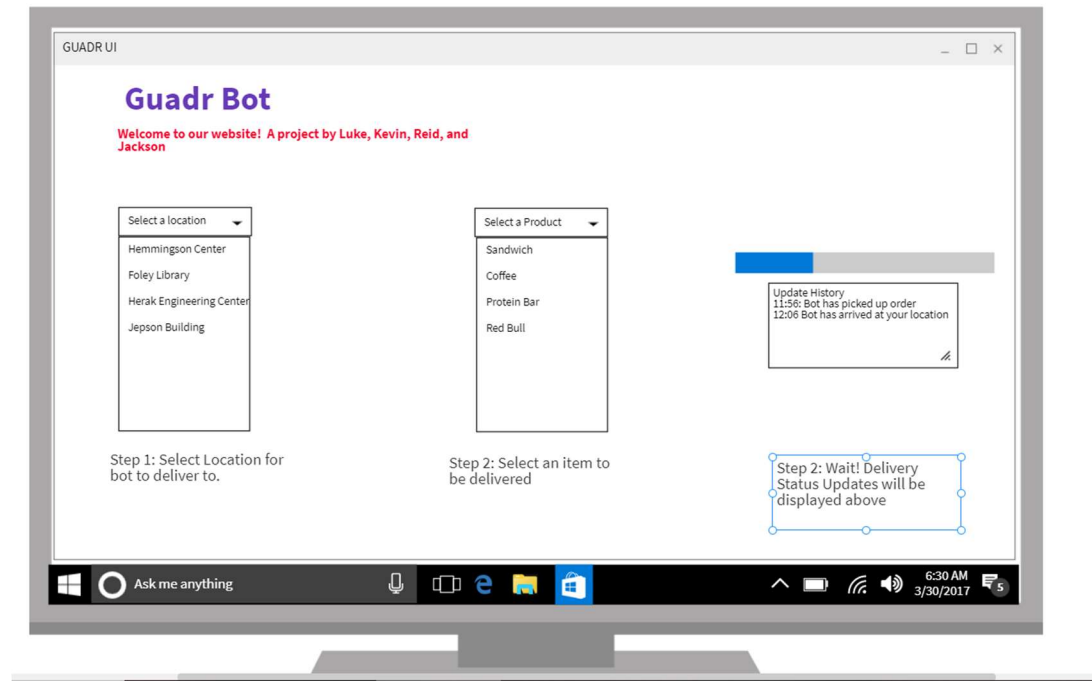 GUADR UI
Guadr Bot
Welcome to our website! A project by Luke, Kevin, Reid, and
Jackson
Select a location
Hemmingson Center
Foley Library
Herak Engineering Center
Jepson Building
Step 1: Select Location for
bot to deliver to.
Select a Product
Sandwich
Coffee
Protein Bar
Red Bull
Step 2: Select an item to
be delivered
Update History
11:56: Bot has picked up order
12:06 Bot has arrived at your location
Step 2: Wait! Delivery
Status Updates will be
displayed above
Ask me anything
6:30 AM
3/30/2017
5